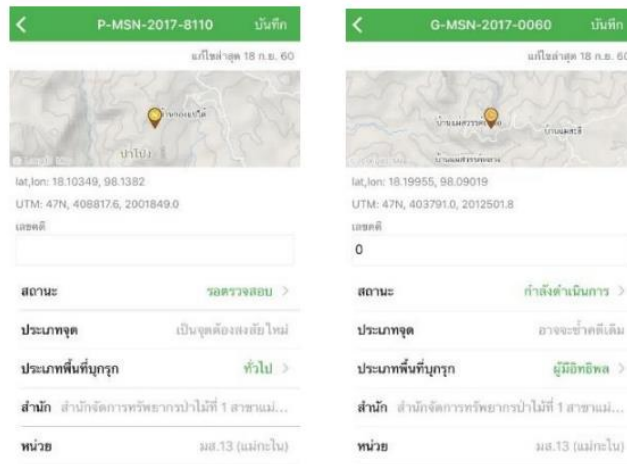 P-MSN-2017-8110
บันทึก
แก้ไขล่าสุด 18 ก.ย. 60
ป่าโป่ง
lat,lon: 18.10349, 98.1382
UTM: 47N, 408817.6, 2001849.0
เลขคดี
สถานะ รอตรวจสอบ >
ประเภทจุด เป็นจุดต้องสงสัยใหม่
ประเภทพื้นที่บุกรุก ทั่วไป >
สำนัก สำนักจัดการทรัพยากรป่าไม้ที่ 1 สาขาแม่...
หน่วย มส.13 (แม่กะใน)
G-MSN-2017-0060
บันทึก
แก้ไขล่าสุด 18 ก.ย. 60
lat,lon: 18.19955, 98.09019
UTM: 47N, 403791.0, 2012501.8
เลขคดี
0
สถานะ กำลังดำเนินการ >
ประเภทจุด อาจจะซ้ำคดีเดิม
ประเภทพื้นที่บุกรุก ผู้มีอิทธิพล >
สำนัก สำนักจัดการทรัพยากรป่าไม้ที่ 1 สาขาแม่...
หน่วย มส.13 (แม่กะใน)